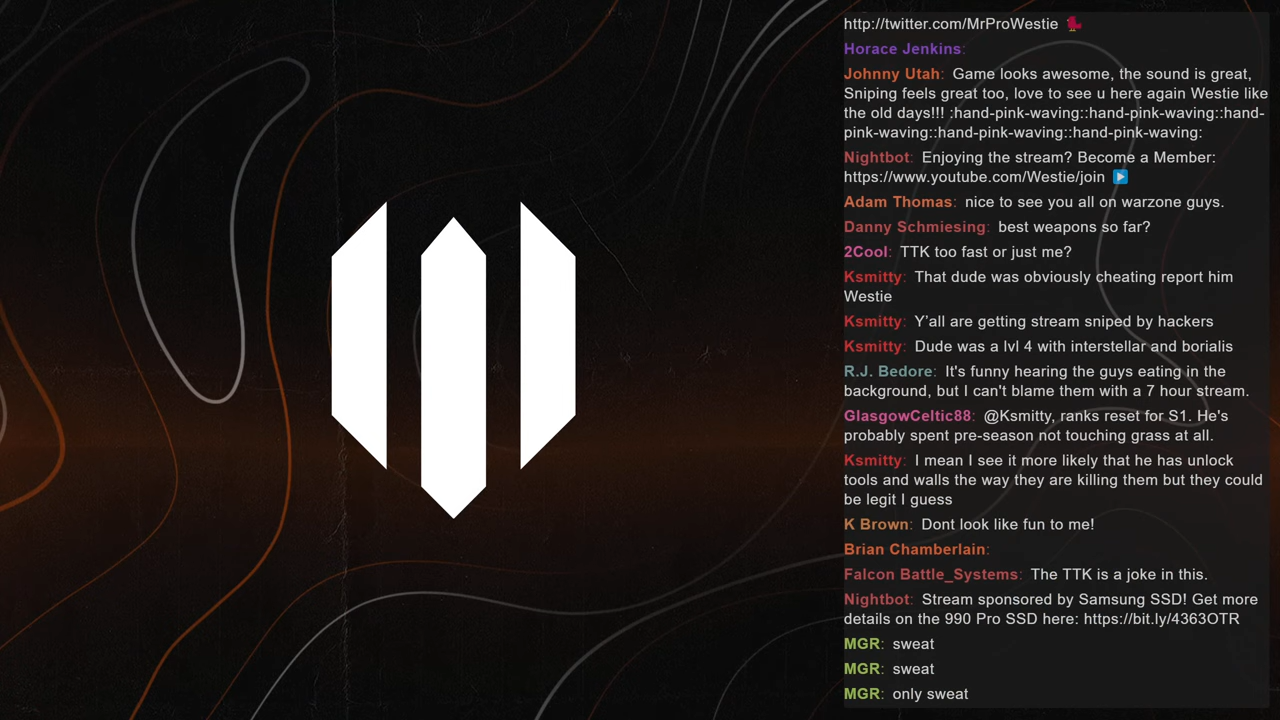 http://twitter.com/MrProWestie
Horace Jenkins:
Johnny Utah: Game looks awesome, the sound is great,
Sniping feels great too, love to see u here again Westie like
the old days!!! :hand-pink-waving::hand-pink-waving::hand-
pink-waving::hand-pink-waving::hand-pink-waving:
Nightbot: Enjoying the stream? Become a Member:
https://www.youtube.com/Westie/join
Adam Thomas: nice to see you all on warzone guys.
Danny Schmiesing: best weapons so far?
2Cool: TTK too fast or just me?
Ksmitty: That dude was obviously cheating report him
Westie
Ksmitty: Y'all are getting stream sniped by hackers
Ksmitty: Dude was a lvl 4 with interstellar and borialis
R.J. Bedore: It's funny hearing the guys eating in the
background, but I can't blame them with a 7 hour stream.
GlasgowCeltic88: @Ksmitty, ranks reset for S1. He's
probably spent pre-season not touching grass at all.
Ksmitty: I mean I see it more likely that he has unlock
tools and walls the way they are killing them but they could
be legit I guess
K Brown: Dont look like fun to me!
Brian Chamberlain:
Falcon Battle_Systems: The TTK is a joke in this.
Nightbot: Stream sponsored by Samsung SSD! Get more
details on the 990 Pro SSD here: https://bit.ly/4363OTR
MGR: sweat
MGR: sweat
MGR: only sweat